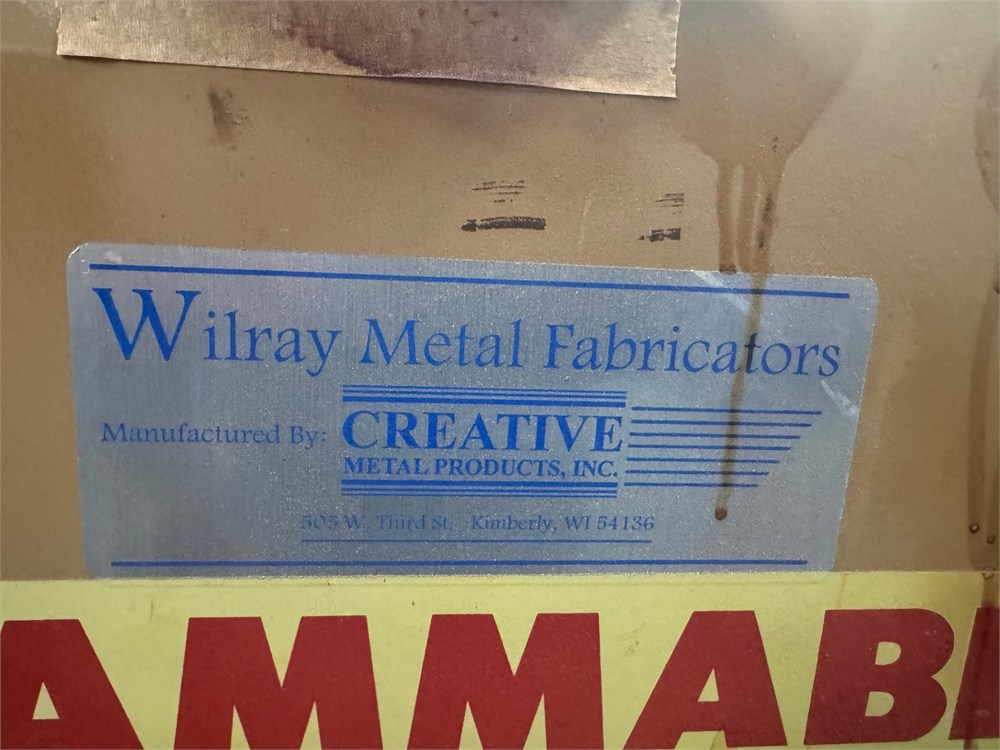 Wilray Metal Fabricators
Manufactured By:
CREATIVE
METAL PRODUCTS, INC.
505 W. Third St. Kimberly, WI 54136
AMMAB